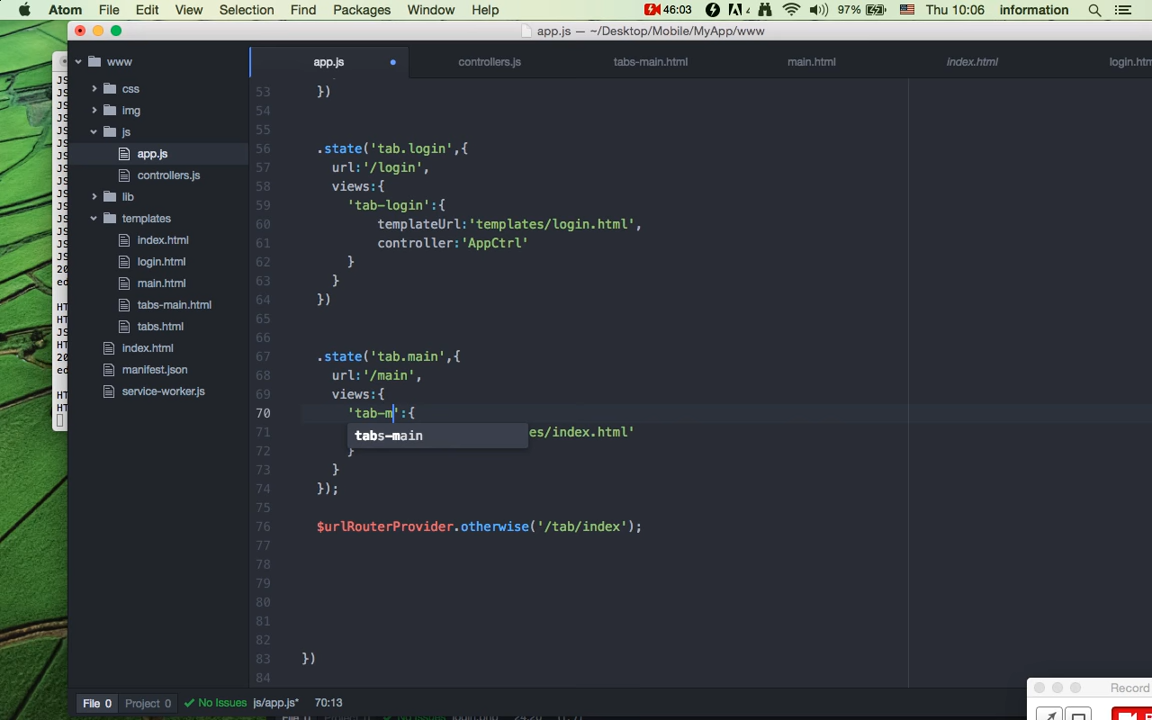 Atom File Edit View Selection Find Packages Window Help 46:03 4 97% Thu 10:06 information
app.js — ~/Desktop/Mobile/MyApp/www
www
css
img
js
app.js
controllers.js
lib
templates
index.html
login.html
main.html
tabs-main.html
tabs.html
index.html
manifest.json
service-worker.js
app.js controllers.js tabs-main.html main.html index.html login.htm
53 })
54
55
56 .state('tab.login',{
57 url:'/login',
58 views:{
59 'tab-login':{
60 templateUrl:'templates/login.html',
61 controller:'AppCtrl'
62 }
63 }
64 })
65
66
67 .state('tab.main',{
68 url:'/main',
69 views:{
70 'tab-m':{
tabs-main
71 es/index.html'
72 }
73 }
74 });
75
76 $urlRouterProvider.otherwise('/tab/index');
77
78
79
80
81
82
83 })
84
File 0 Project 0 No Issues js/app.js* 70:13
Record